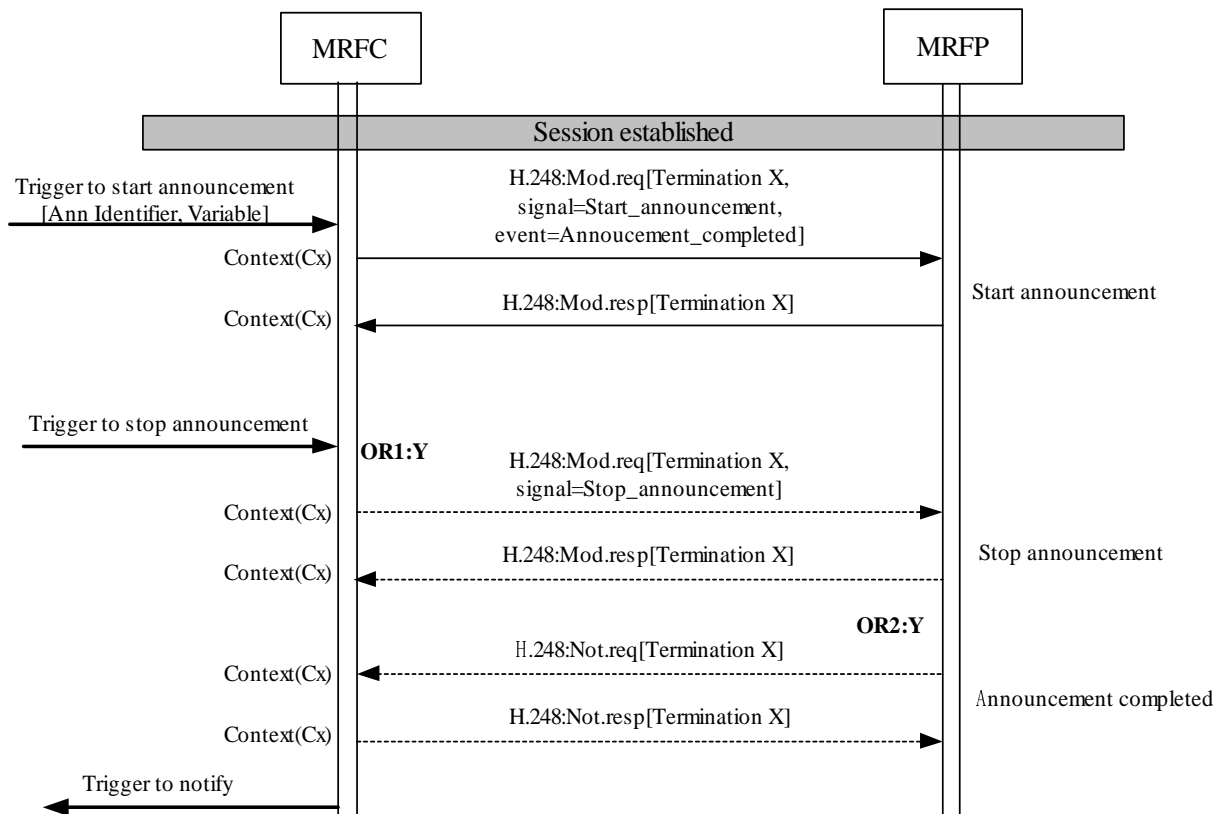 MRFC
MRFP
Session established
Trigger to start announcement
[Ann Identifier, Variable]
H.248:Mod.req[Termination X,
signal=Start_announcement,
event=Annoucement_completed]
Context(Cx)
Start announcement
H.248:Mod.resp[Termination X]
Context(Cx)
Trigger to stop announcement
OR1:Y
H.248:Mod.req[Termination X,
signal=Stop_announcement]
Context(Cx)
H.248:Mod.resp[Termination X]
Stop announcement
Context(Cx)
OR2:Y
H.248:Not.req[Termination X]
Context(Cx)
Announcement completed
H.248:Not.resp[Termination X]
Context(Cx)
Trigger to notify